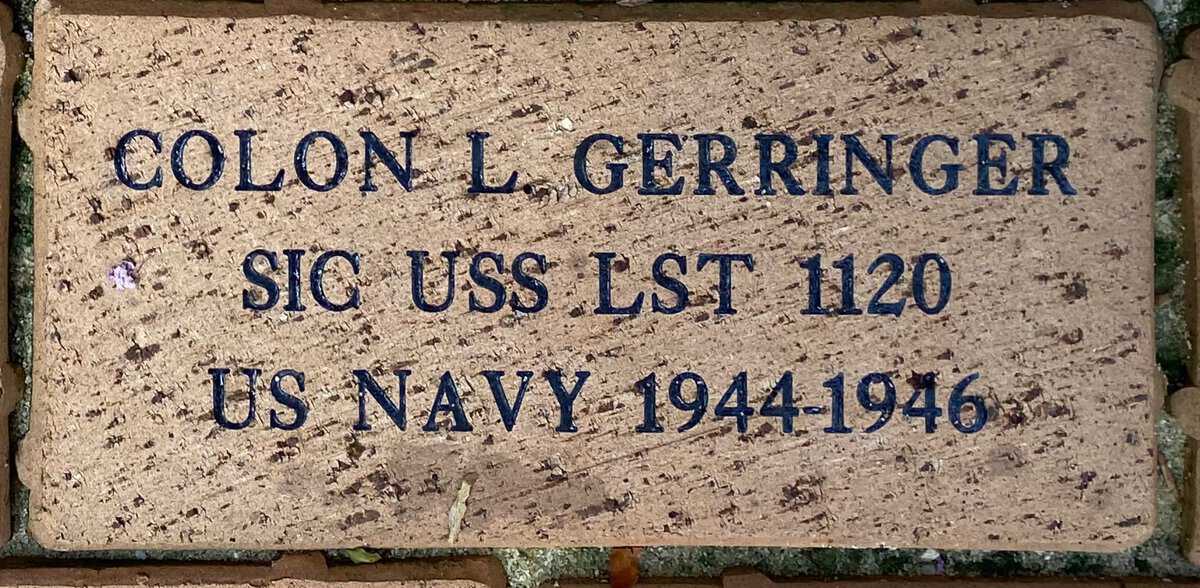 COLON L. GERRINGER
SIC USS LST 1120
US NAVY 1944-1946